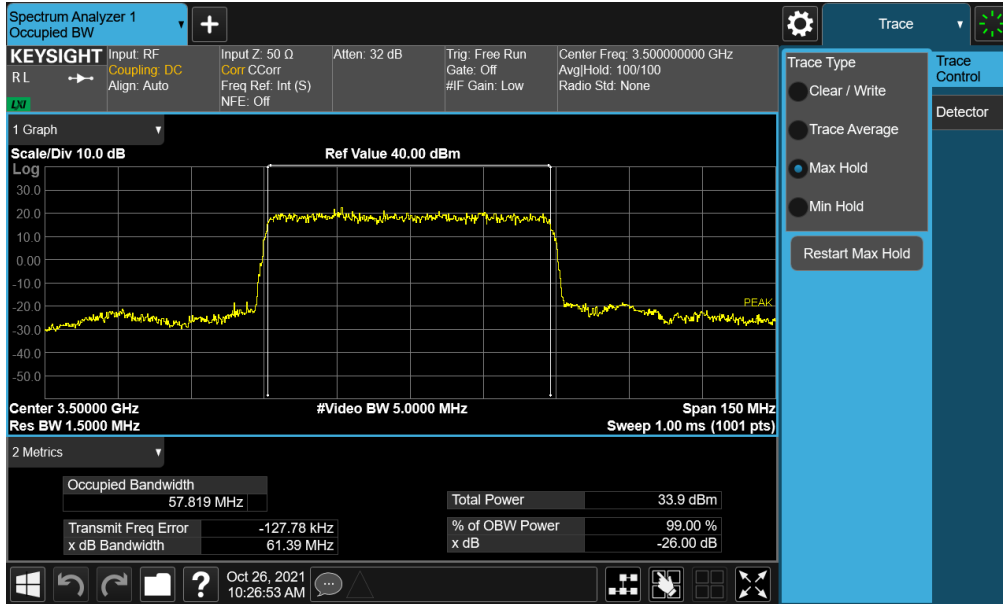 Spectrum Analyzer 1
Occupied BW
+
Trace
KEYSIGHT
RL
LXI
Input: RF
Coupling: DC
Align: Auto
Input Z: 50 Ω
Corr CCorr
Freq Ref: Int (S)
NFE: Off
Atten: 32 dB
Trig: Free Run
Gate: Off
#IF Gain: Low
Center Freq: 3.500000000 GHz
Avg|Hold: 100/100
Radio Std: None
Trace Type
Clear / Write
Trace Average
Max Hold
Min Hold
Restart Max Hold
Trace
Control
Detector
1 Graph
Scale/Div 10.0 dB
Ref Value 40.00 dBm
Log
30.0
20.0
10.0
0.00
-10.0
-20.0
-30.0
-40.0
-50.0
PEAK
Center 3.50000 GHz
#Video BW 5.0000 MHz
Span 150 MHz
Res BW 1.5000 MHz
Sweep 1.00 ms (1001 pts)
2 Metrics
Occupied Bandwidth
57.819 MHz
Transmit Freq Error -127.78 kHz
x dB Bandwidth 61.39 MHz
Total Power 33.9 dBm
% of OBW Power 99.00 %
x dB -26.00 dB
?
Oct 26, 2021
10:26:53 AM